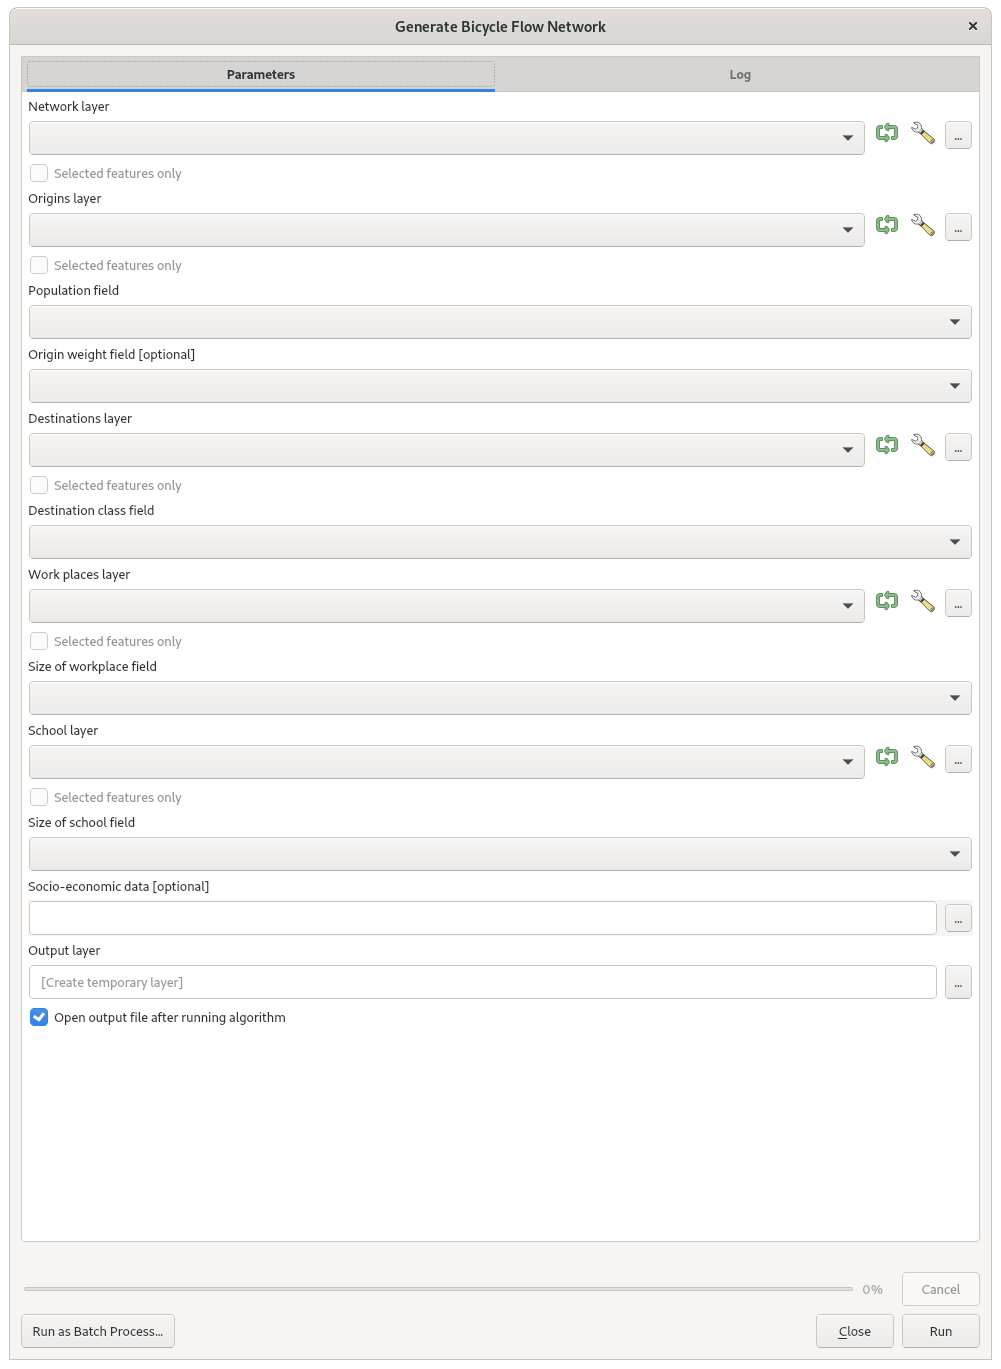 Generate Bicycle Flow Network
Parameters
Log
Network layer
...
Selected features only
Origins layer
...
Selected features only
Population field
Origin weight field [optional]
Destinations layer
...
Selected features only
Destination class field
Work places layer
...
Selected features only
Size of workplace field
School layer
...
Selected features only
Size of school field
Socio-economic data [optional]
...
Output layer
[Create temporary layer]
...
Open output file after running algorithm
0%
Cancel
Run as Batch Process...
Close
Run